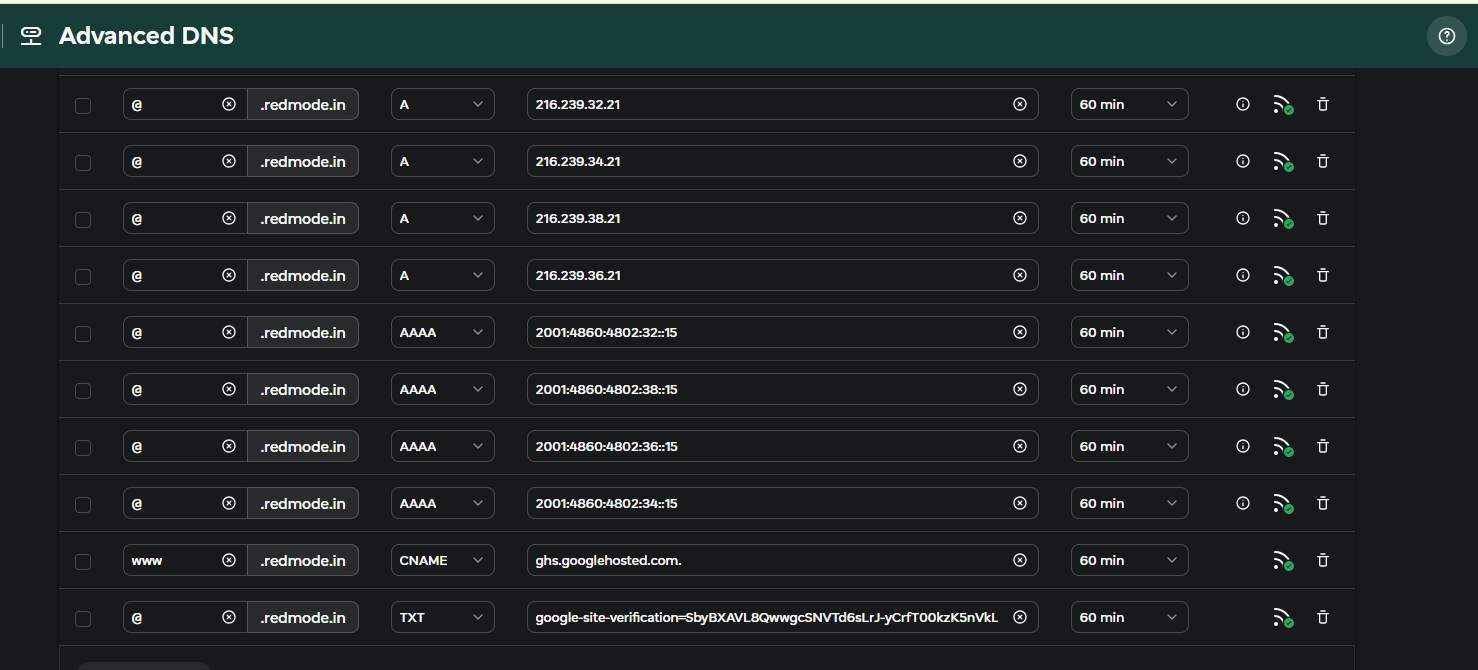 Advanced DNS
@ .redmode.in A 216.239.32.21 60 min
@ .redmode.in A 216.239.34.21 60 min
@ .redmode.in A 216.239.38.21 60 min
@ .redmode.in A 216.239.36.21 60 min
@ .redmode.in AAAA 2001:4860:4802:32::15 60 min
@ .redmode.in AAAA 2001:4860:4802:38::15 60 min
@ .redmode.in AAAA 2001:4860:4802:36::15 60 min
@ .redmode.in AAAA 2001:4860:4802:34::15 60 min
www .redmode.in CNAME ghs.googlehosted.com. 60 min
@ .redmode.in TXT google-site-verification=SbyBXAVL8QwwgcSNVTd6sLrJ-yCrfT00kzK5nVkL 60 min